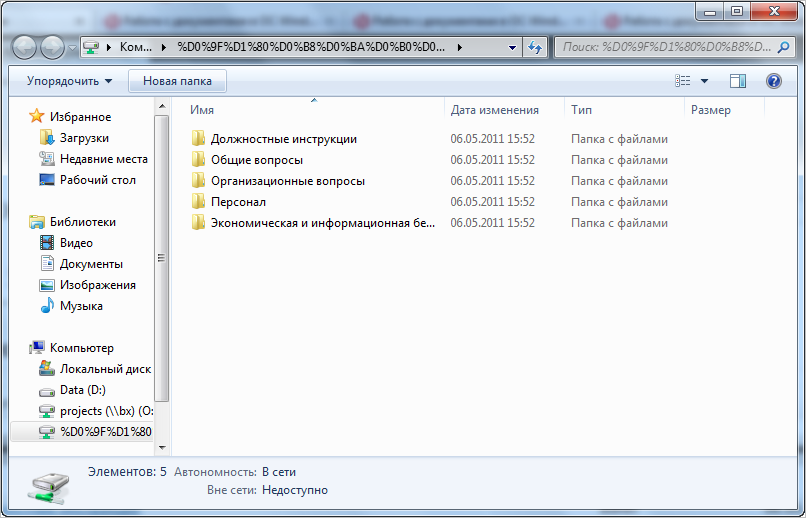 Ком... %D0%9F%D1%80%D0%B8%D0%BA%D0%B0%D0... Поиск: %D0%9F%D1%80%D0%B8%D...
Упорядочить Новая папка
Имя Дата изменения Тип Размер
Избранное
Загрузки
Недавние места
Рабочий стол
Библиотеки
Видео
Документы
Изображения
Музыка
Компьютер
Локальный диск
Data (D:)
projects (\\bx) (O:
%D0%9F%D1%80
Должностные инструкции 06.05.2011 15:52 Папка с файлами
Общие вопросы 06.05.2011 15:52 Папка с файлами
Организационные вопросы 06.05.2011 15:52 Папка с файлами
Персонал 06.05.2011 15:52 Папка с файлами
Экономическая и информационная бе... 06.05.2011 15:52 Папка с файлами
Элементов: 5 Автономность: В сети
Вне сети: Недоступно